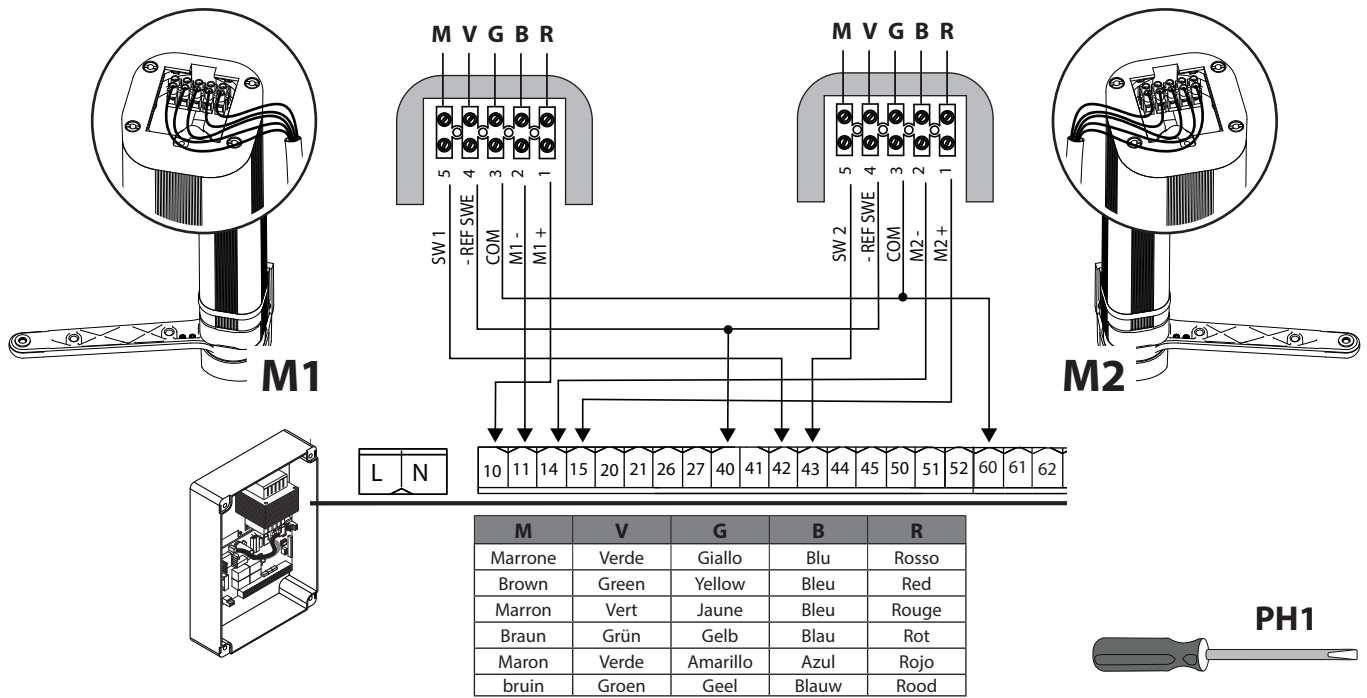 M V G B R
M V G B R
5 4 3 2 1
5 4 3 2 1
SW 1
- REF SWE
COM
M1 -
M1 +
SW 2
- REF SWE
COM
M2 -
M2 +
M1
M2
L N
10 11 14 15 20 21 26 27 40 41 42 43 44 45 50 51 52 60 61 62
M V G B R
Marrone Verde Giallo Blu Rosso
Brown Green Yellow Bleu Red
Marron Vert Jaune Bleu Rouge
Braun Grün Gelb Blau Rot
Maron Verde Amarillo Azul Rojo
bruin Groen Geel Blauw Rood
PH1